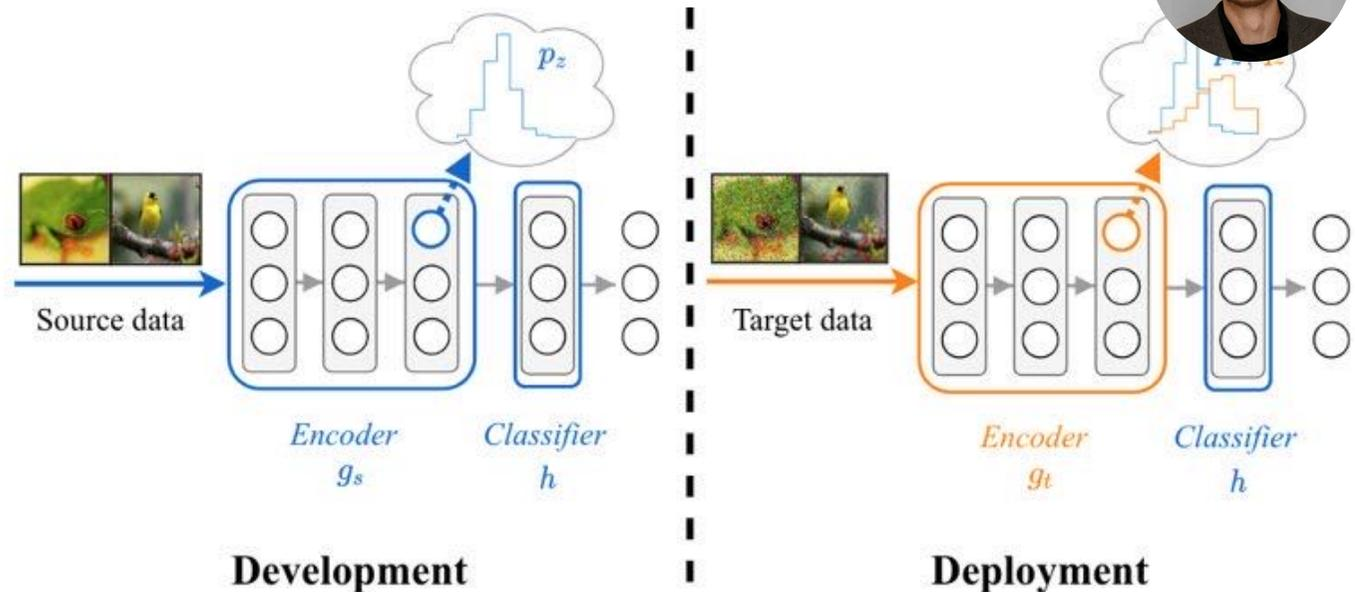 p_z
Source data
Encoder
g_s
Classifier
h
Development
Target data
Encoder
g_t
Classifier
h
Deployment